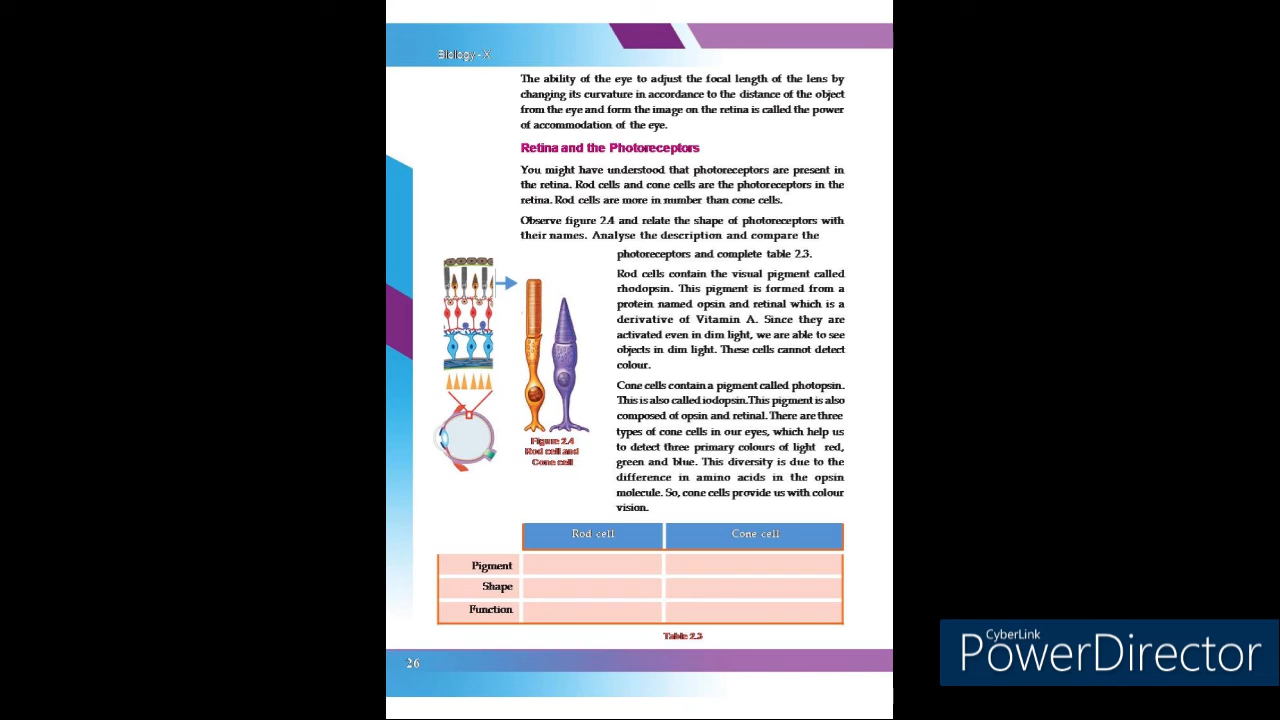 Biology - X
The ability of the eye to adjust the focal length of the lens by
changing its curvature in accordance to the distance of the object
from the eye and form the image on the retina is called the power
of accommodation of the eye.
Retina and the Photoreceptors
You might have understood that photoreceptors are present in
the retina. Rod cells and cone cells are the photoreceptors in the
retina. Rod cells are more in number than cone cells.
Observe figure 2.4 and relate the shape of photoreceptors with
their names. Analyse the description and compare the
photoreceptors and complete table 2.3.
Rod cells contain the visual pigment called
rhodopsin. This pigment is formed from a
protein named opsin and retinal which is a
derivative of Vitamin A. Since they are
activated even in dim light, we are able to see
objects in dim light. These cells cannot detect
colour.
Cone cells contain a pigment called photopsin.
This is also called iodopsin.This pigment is also
composed of opsin and retinal. There are three
types of cone cells in our eyes, which help us
to detect three primary colours of light red,
green and blue. This diversity is due to the
difference in amino acids in the opsin
molecule. So, cone cells provide us with colour
vision.
Figure 2.4
Rod cell and
Cone cell
Rod cell Cone cell
Pigment
Shape
Function
Table 2.3
26
CyberLink
PowerDirector